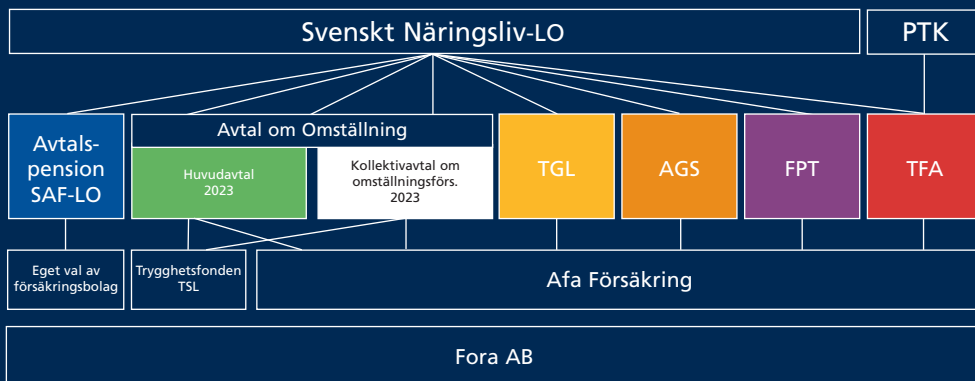 Svenskt Näringsliv-LO
PTK
Avtals-
pension
SAF-LO
Avtal om Omställning
Huvudavtal
2023
Kollektivavtal om
omställningsförs.
2023
TGL
AGS
FPT
TFA
Eget val av
försäkringsbolag
Trygghetsfonden
TSL
Afa Försäkring
Fora AB